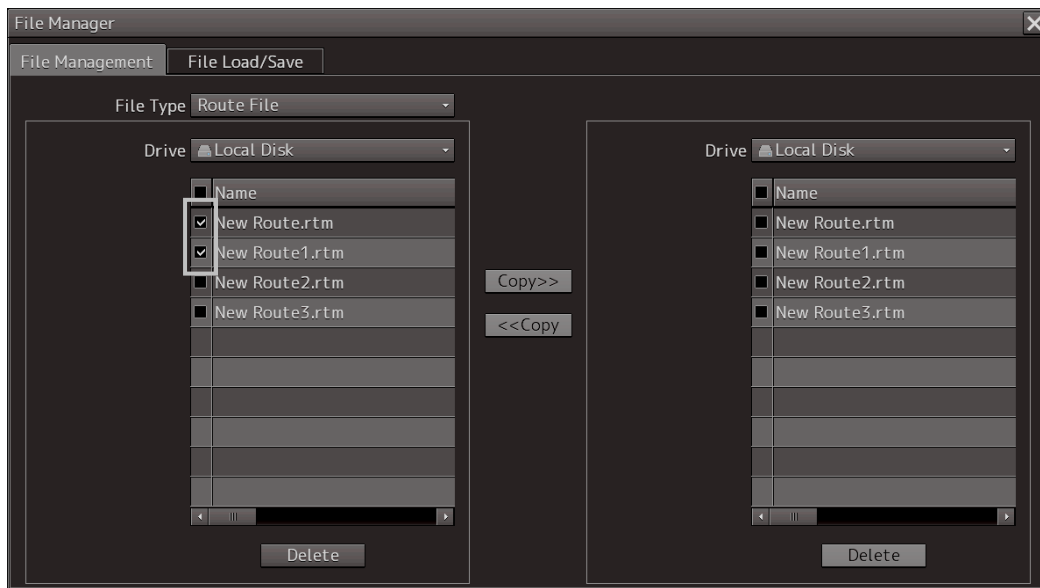 File Manager
File Management File Load/Save
File Type Route File
Drive Local Disk
Name
New Route.rtm
New Route1.rtm
New Route2.rtm
New Route3.rtm
Delete
Copy>>
<<Copy
Drive Local Disk
Name
New Route.rtm
New Route1.rtm
New Route2.rtm
New Route3.rtm
Delete